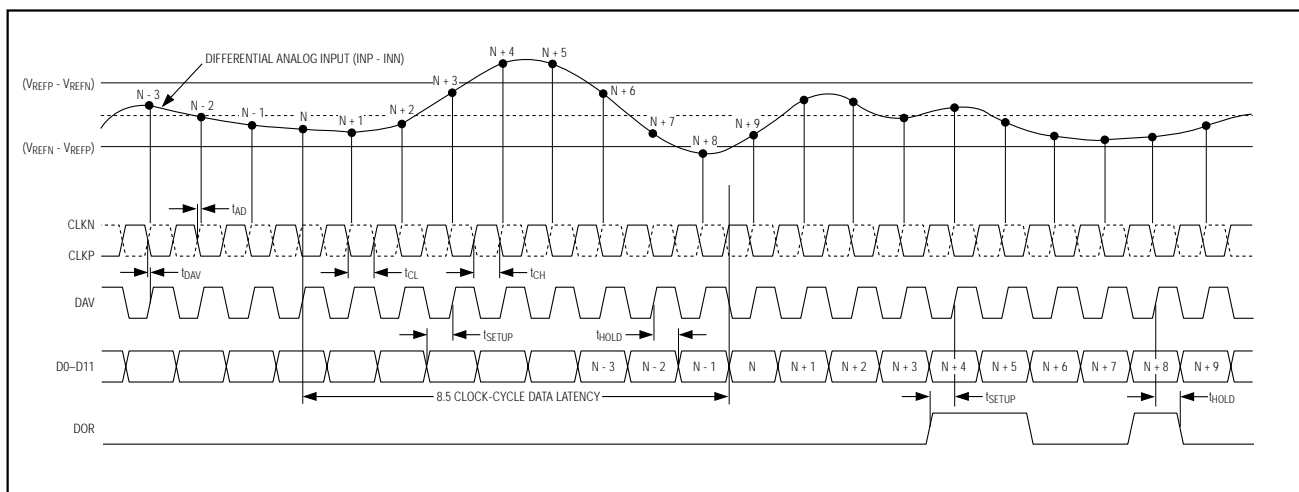 DIFFERENTIAL ANALOG INPUT (INP - INN)
(VREFP - VREFN)
(VREFN - VREFP)
N - 3
N - 2
N - 1
N
N + 1
N + 2
N + 3
N + 4
N + 5
N + 6
N + 7
N + 8
N + 9
tAD
CLKN
CLKP
tDAV
tCL
tCH
DAV
tSETUP
tHOLD
D0–D11
N - 3
N - 2
N - 1
N
N + 1
N + 2
N + 3
N + 4
N + 5
N + 6
N + 7
N + 8
N + 9
8.5 CLOCK-CYCLE DATA LATENCY
tSETUP
tHOLD
DOR